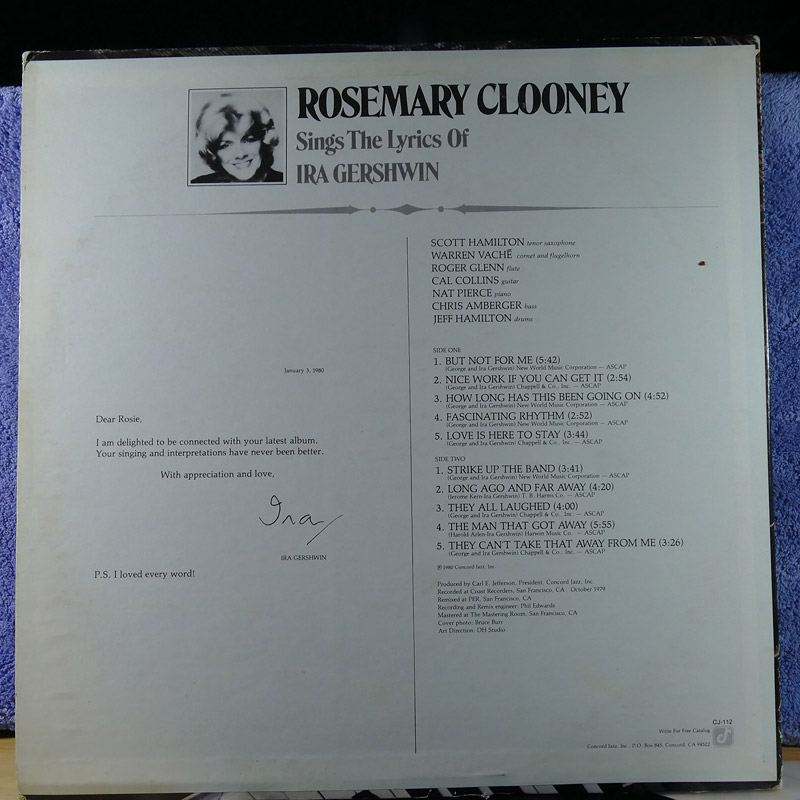 ROSEMARY CLOONEY
Sings The Lyrics Of
IRA GERSHWIN
January 3, 1980
Dear Rosie,
I am delighted to be connected with your latest album.
Your singing and interpretations have never been better.
With appreciation and love,
Ira
IRA GERSHWIN
P.S. I loved every word!
SCOTT HAMILTON tenor saxophone
WARREN VACHÉ cornet and flugelhorn
ROGER GLENN flute
CAL COLLINS guitar
NAT PIERCE piano
CHRIS AMBERGER bass
JEFF HAMILTON drums
SIDE ONE
1. BUT NOT FOR ME (5:42)
(George and Ira Gershwin) New World Music Corporation — ASCAP
2. NICE WORK IF YOU CAN GET IT (2:54)
(George and Ira Gershwin) Chappell & Co., Inc. — ASCAP
3. HOW LONG HAS THIS BEEN GOING ON (4:52)
(George and Ira Gershwin) New World Music Corporation — ASCAP
4. FASCINATING RHYTHM (2:52)
(George and Ira Gershwin) New World Music Corporation — ASCAP
5. LOVE IS HERE TO STAY (3:44)
(George and Ira Gershwin) Chappell & Co., Inc. — ASCAP
SIDE TWO
1. STRIKE UP THE BAND (3:41)
(George and Ira Gershwin) New World Music Corporation — ASCAP
2. LONG AGO AND FAR AWAY (4:20)
(Jerome Kern-Ira Gershwin) T. B. Harms Co. — ASCAP
3. THEY ALL LAUGHED (4:00)
(George and Ira Gershwin) Chappell & Co., Inc. — ASCAP
4. THE MAN THAT GOT AWAY (5:55)
(Harold Arlen-Ira Gershwin) Harwin Music Co. — ASCAP
5. THEY CAN'T TAKE THAT AWAY FROM ME (3:26)
(George and Ira Gershwin) Chappell & Co., Inc. — ASCAP
℗ 1980 Concord Jazz, Inc.
Produced by Carl E. Jefferson, President, Concord Jazz, Inc.
Recorded at Coast Recorders, San Francisco, CA October 1979
Remixed at PER, San Francisco, CA
Recording and Remix engineer: Phil Edwards
Mastered at The Mastering Room, San Francisco, CA
Cover photo: Bruce Burr
Art Direction: DH Studio
CJ-112
Write For Free Catalog
Concord Jazz, Inc., P.O. Box 845, Concord, CA 94522